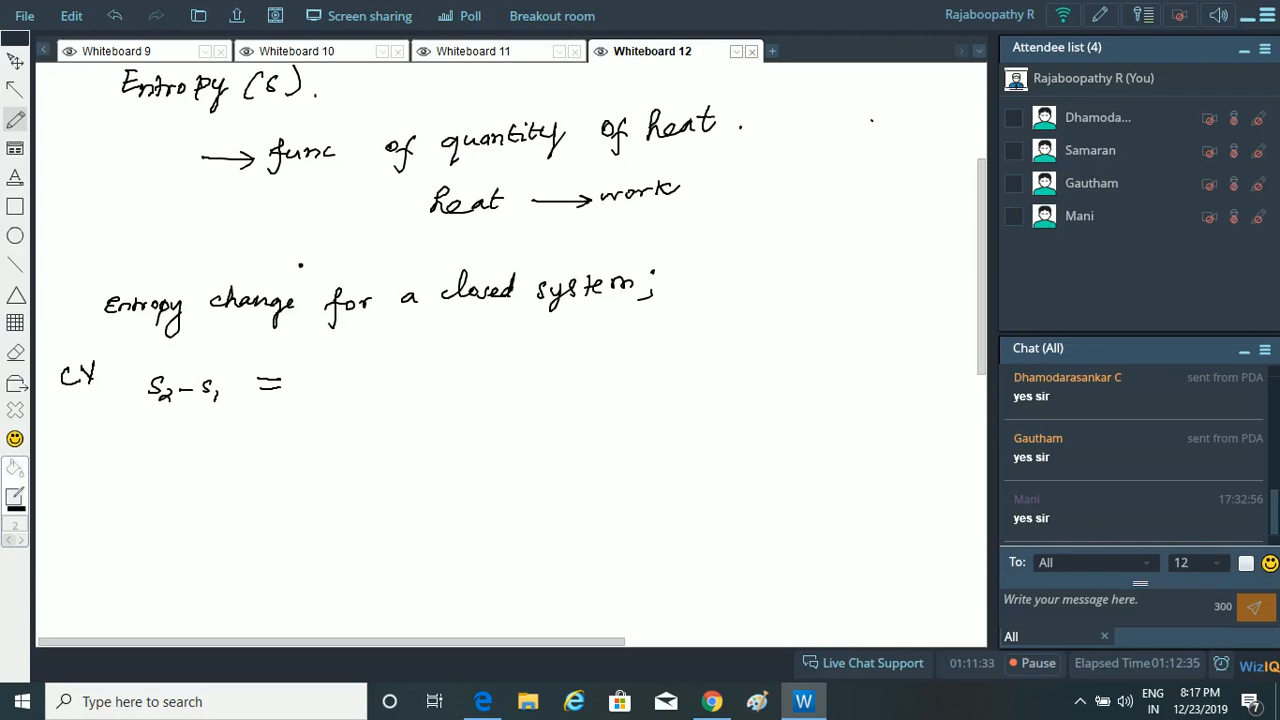 File Edit Screen sharing Poll Breakout room Rajaboopathy R
Whiteboard 9 Whiteboard 10 Whiteboard 11 Whiteboard 12
Entropy (s).
→ func of quantity of heat.
heat → work
Entropy change for a closed system;
S2 - S1 =
Attendee list (4)
Rajaboopathy R (You)
Dhamoda...
Samaran
Gautham
Mani
Chat (All)
Dhamodarasankar C sent from PDA
yes sir
Gautham sent from PDA
yes sir
Mani 17:32:56
yes sir
To: All 12
Write your message here. 300
All
2
Live Chat Support 01:11:33 Pause Elapsed Time 01:12:35 WizIQ
Type here to search
ENG 8:17 PM
IN 12/23/2019 7